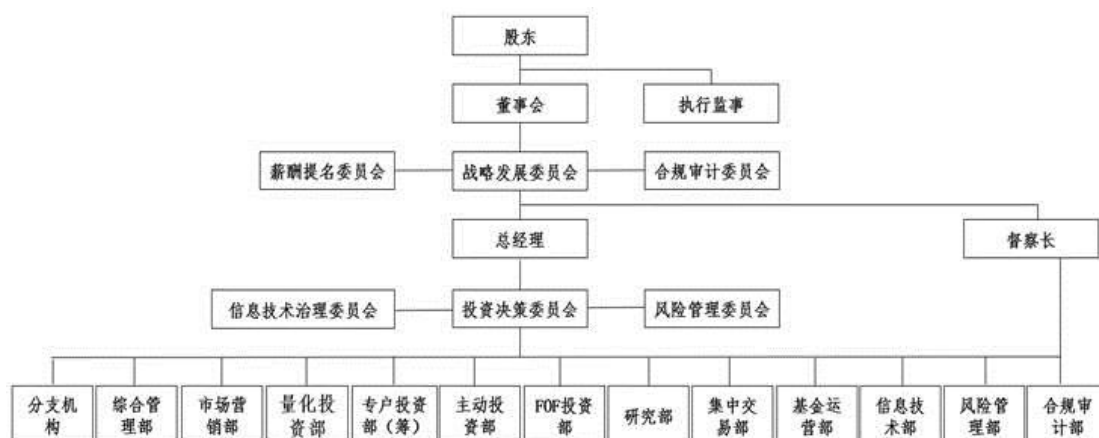 股东
董事会
执行监事
薪酬提名委员会
战略发展委员会
合规审计委员会
总经理
督察长
信息技术治理委员会
投资决策委员会
风险管理委员会
分支机
构
综合管
理部
市场营
销部
量化投
资部
专户投资
部（筹）
主动投
资部
FOF投资
部
研究部
集中交
易部
基金运
营部
信息技
术部
风险管
理部
合规审
计部